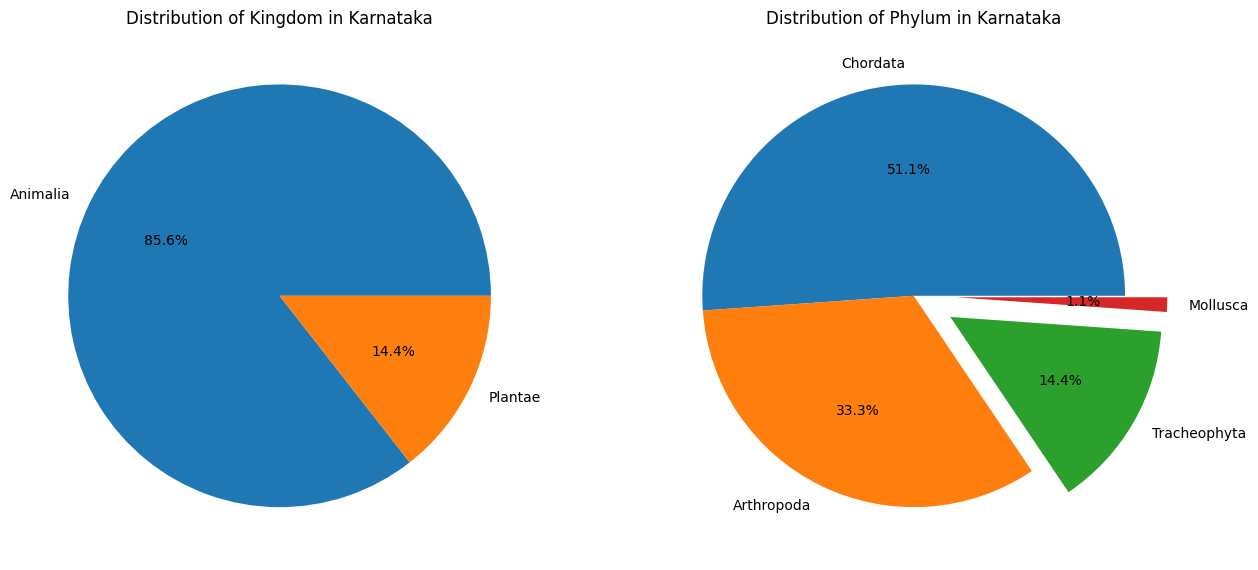 Distribution of Kingdom in Karnataka
Animalia
85.6%
14.4%
Plantae
Distribution of Phylum in Karnataka
Chordata
51.1%
1.1%
Mollusca
14.4%
33.3%
Tracheophyta
Arthropoda